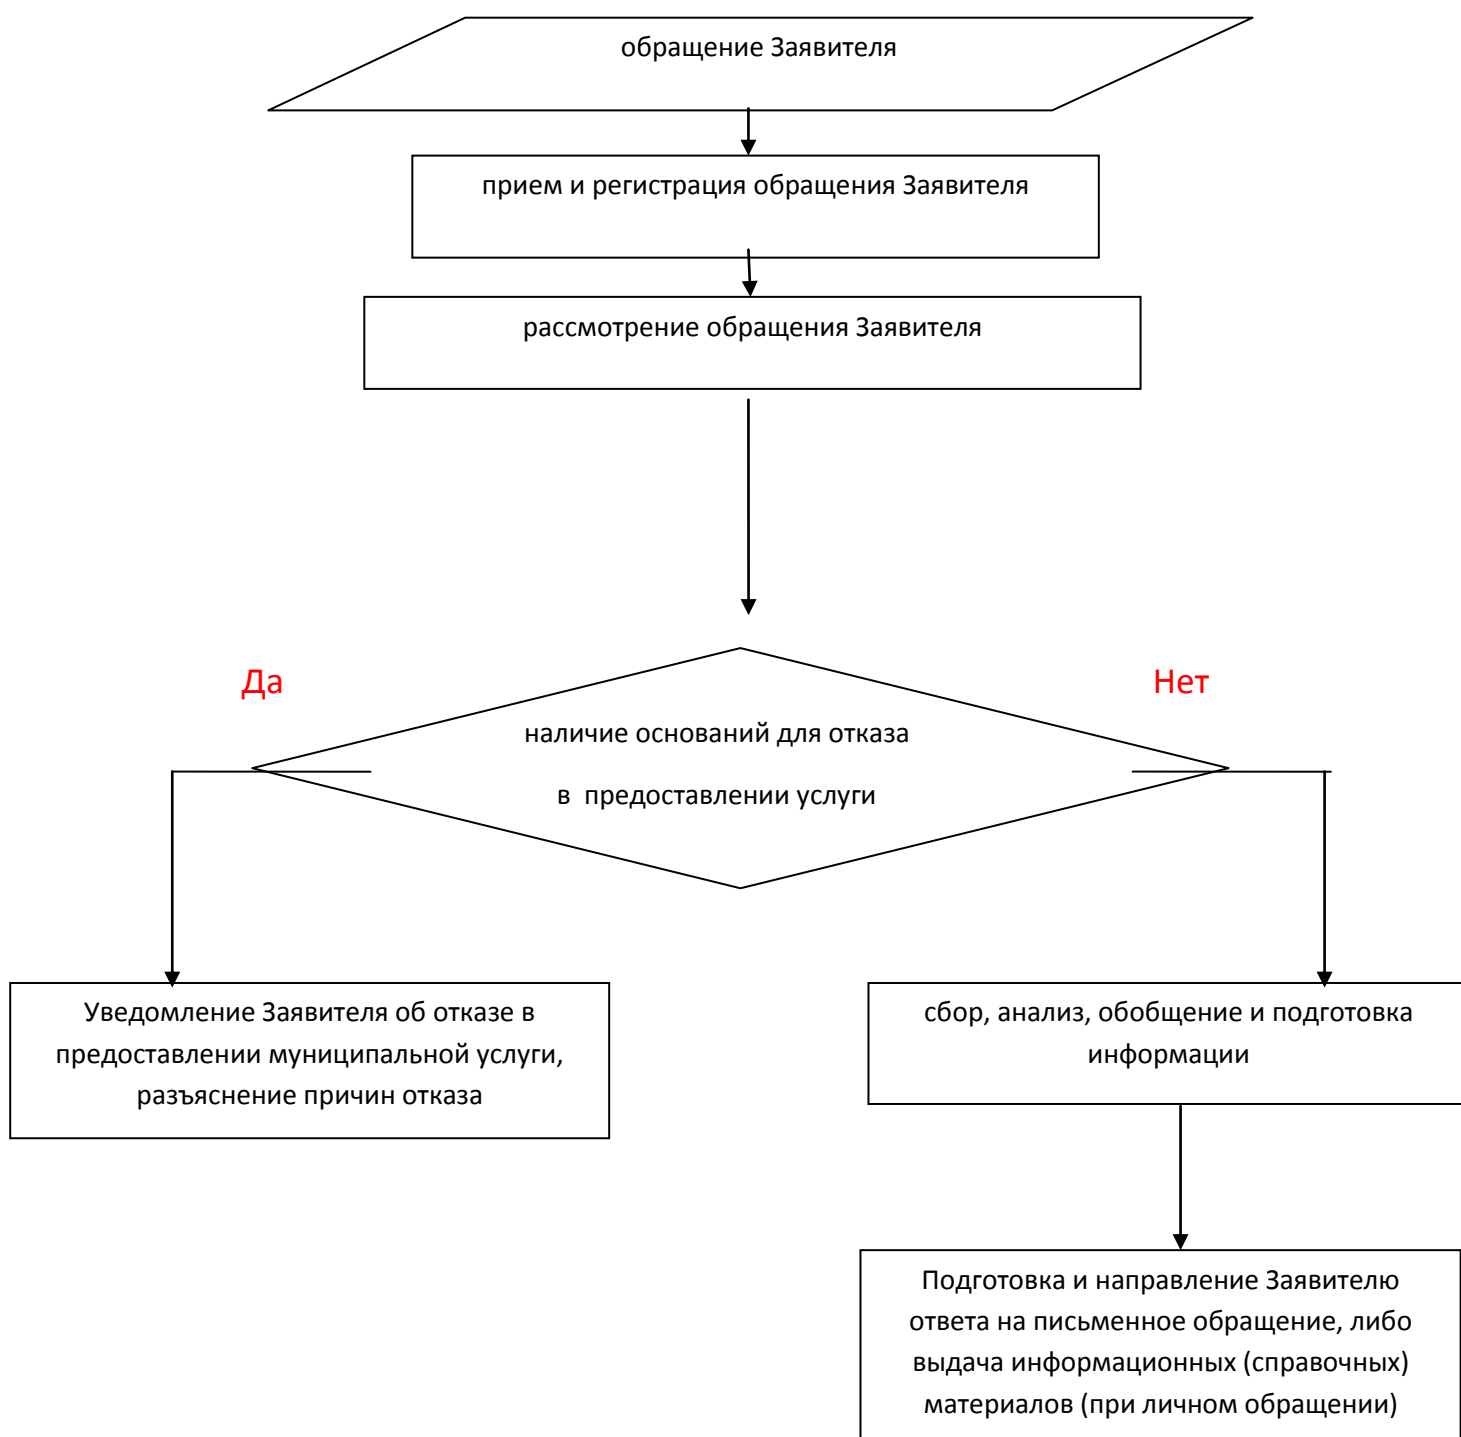 обращение Заявителя
прием и регистрация обращения Заявителя
рассмотрение обращения Заявителя
Да
Нет
наличие оснований для отказа
в предоставлении услуги
Уведомление Заявителя об отказе в
предоставлении муниципальной услуги,
разъяснение причин отказа
сбор, анализ, обобщение и подготовка
информации
Подготовка и направление Заявителю
ответа на письменное обращение, либо
выдача информационных (справочных)
материалов (при личном обращении)